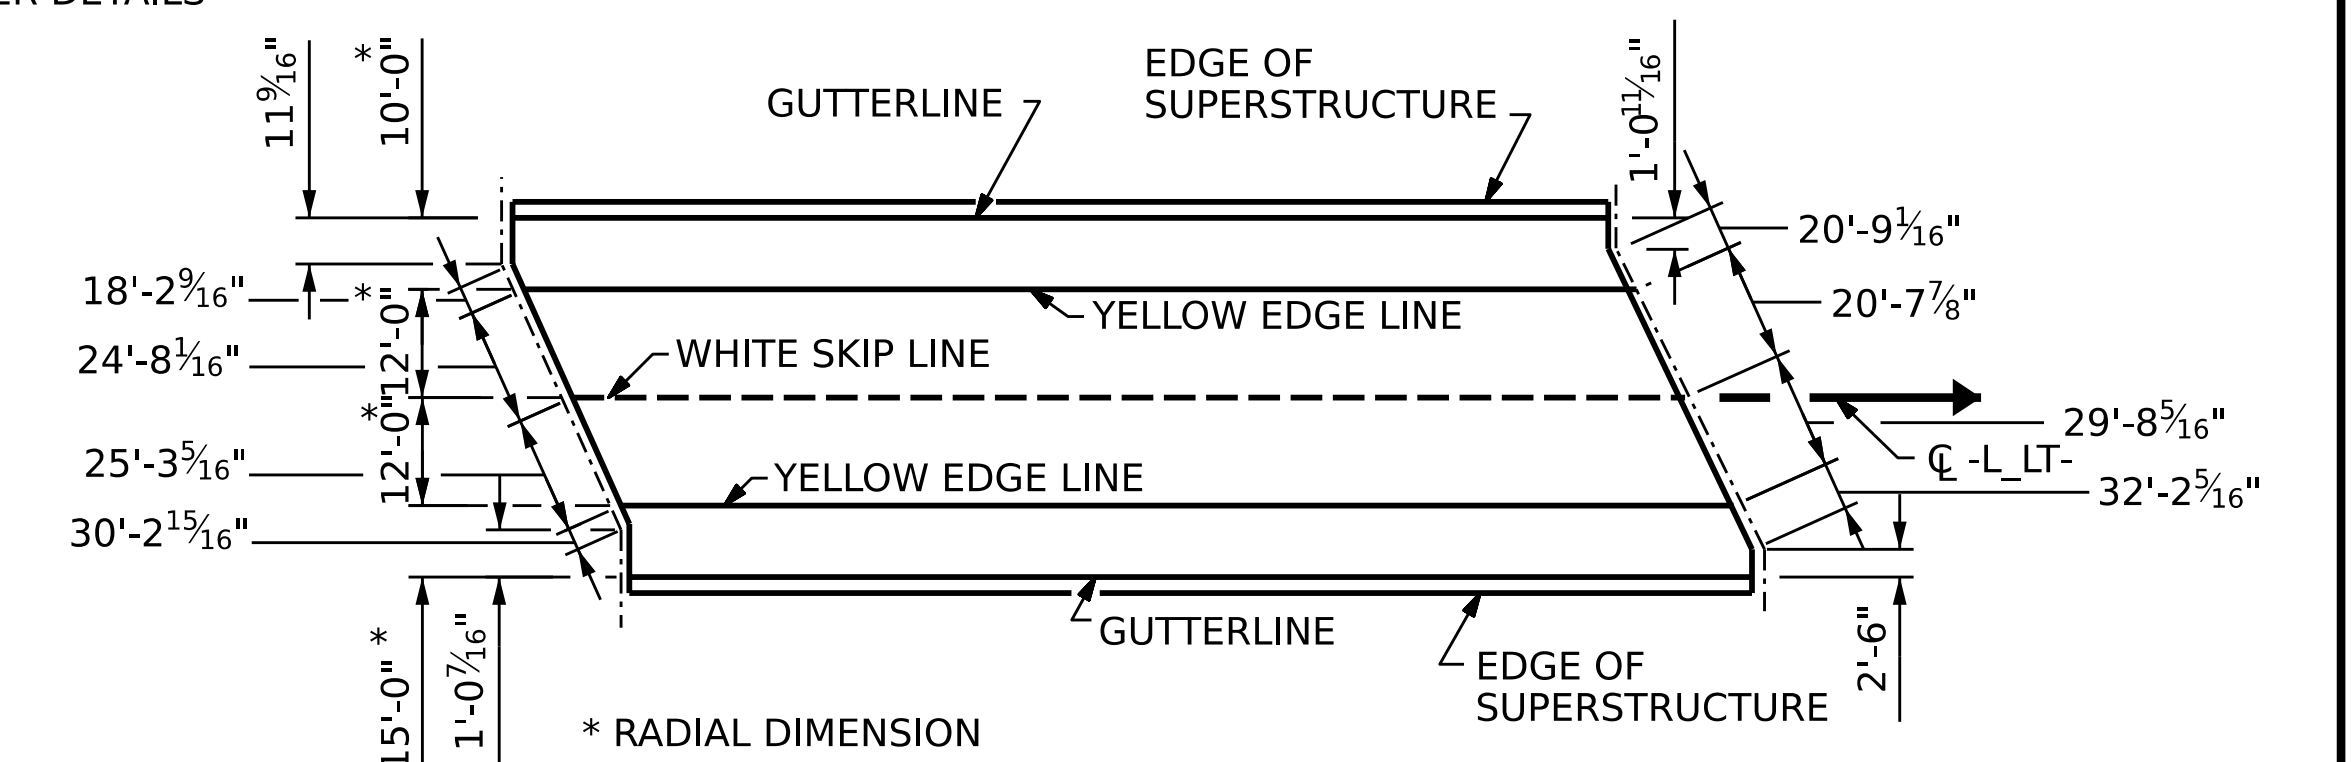 11 9⁄16"
* 10'-0"
GUTTERLINE
EDGE OF
SUPERSTRUCTURE
1'-0 11⁄16"
20'-9 1⁄16"
18'-2 9⁄16"
* 12'-0"
YELLOW EDGE LINE
20'-7 7⁄8"
24'-8 1⁄16"
WHITE SKIP LINE
* 12'-0"
29'-8 5⁄16"
25'-3 5⁄16"
YELLOW EDGE LINE
℄ -L_LT-
32'-2 5⁄16"
30'-2 15⁄16"
15'-0" *
1'-0 7⁄16"
GUTTERLINE
2'-6"
EDGE OF
SUPERSTRUCTURE
* RADIAL DIMENSION